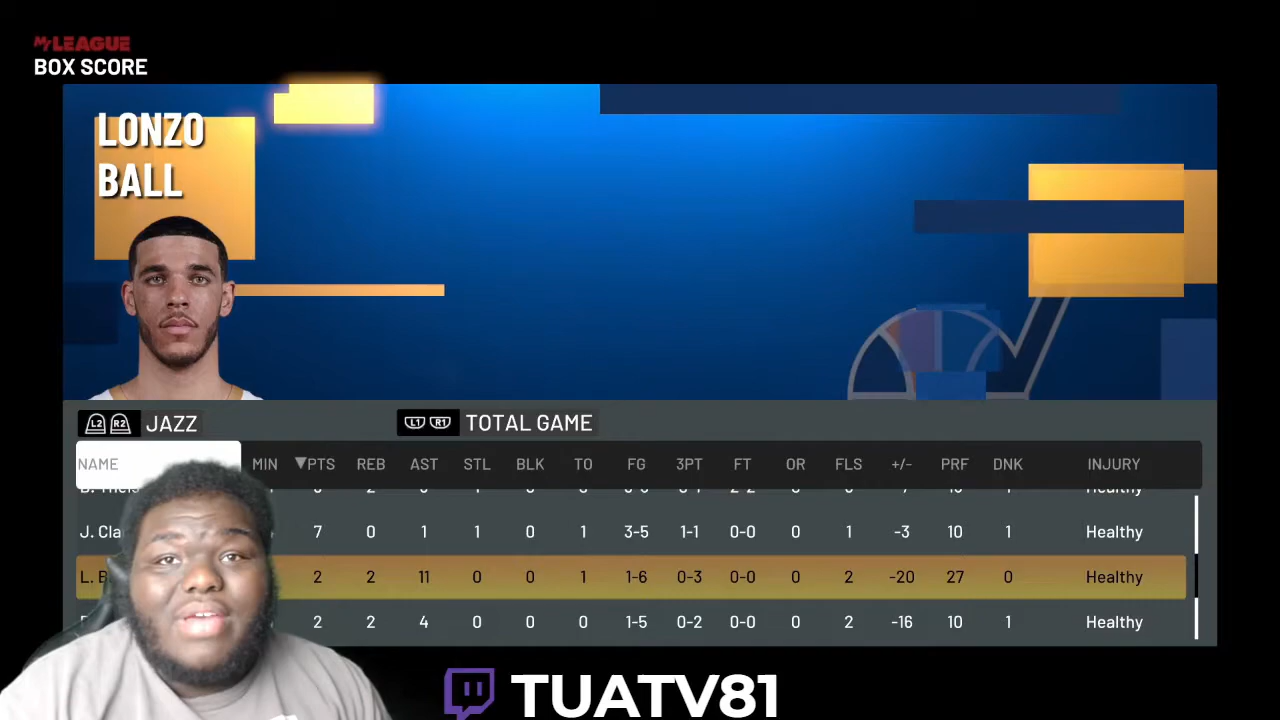 MyLEAGUE
BOX SCORE
LONZO
BALL
L2 R2 JAZZ L1 R1 TOTAL GAME
NAME MIN ▼PTS REB AST STL BLK TO FG 3PT FT OR FLS +/- PRF DNK INJURY
Healthy
J. Cla 7 0 1 1 0 1 3-5 1-1 0-0 0 1 -3 10 1 Healthy
L. B 2 2 11 0 0 1 1-6 0-3 0-0 0 2 -20 27 0 Healthy
2 2 4 0 0 0 1-5 0-2 0-0 0 2 -16 10 1 Healthy
TUATV81